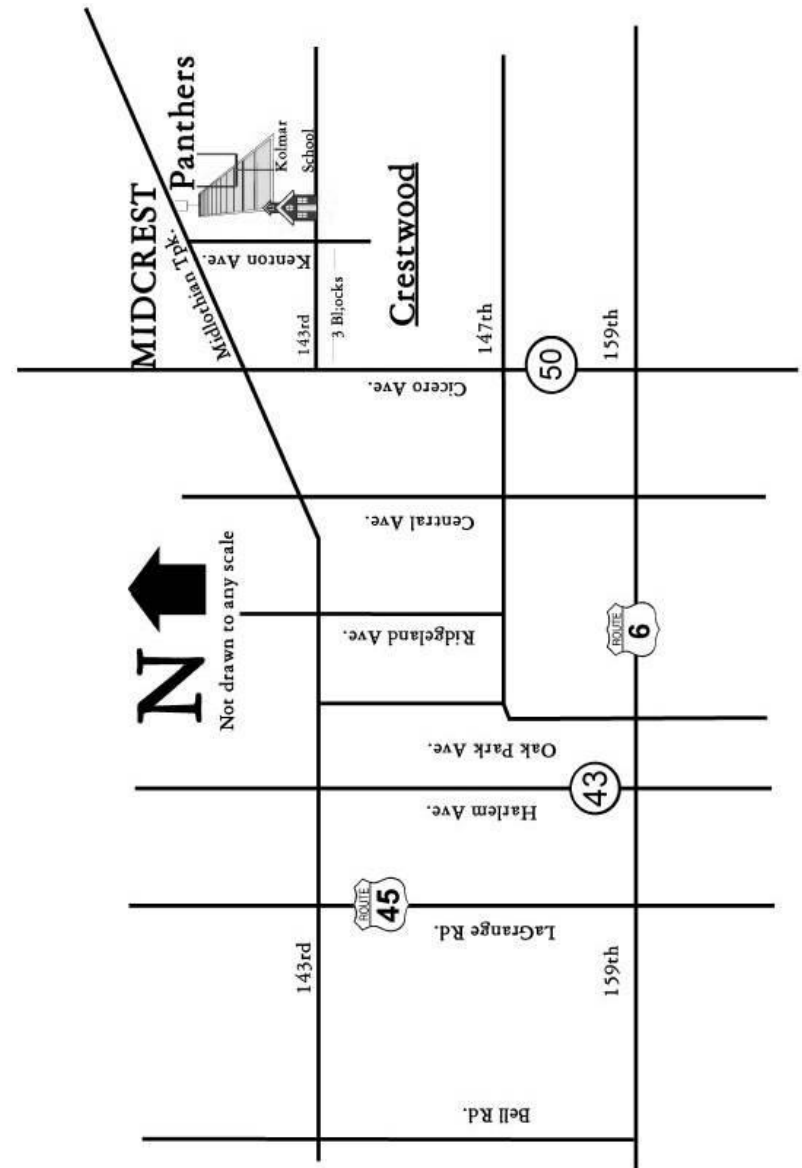 MIDCREST
Panthers
Midlothian Tpk.
N
Not drawn to any scale
Kolmar
School
Kenton Ave.
143rd
143rd
3 Bl;ocks
Crestwood
ROUTE
45
Bell Rd.
LaGrange Rd.
Harlem Ave.
Oak Park Ave.
Ridgeland Ave.
Central Ave.
Cicero Ave.
147th
50
43
159th
159th
ROUTE
6